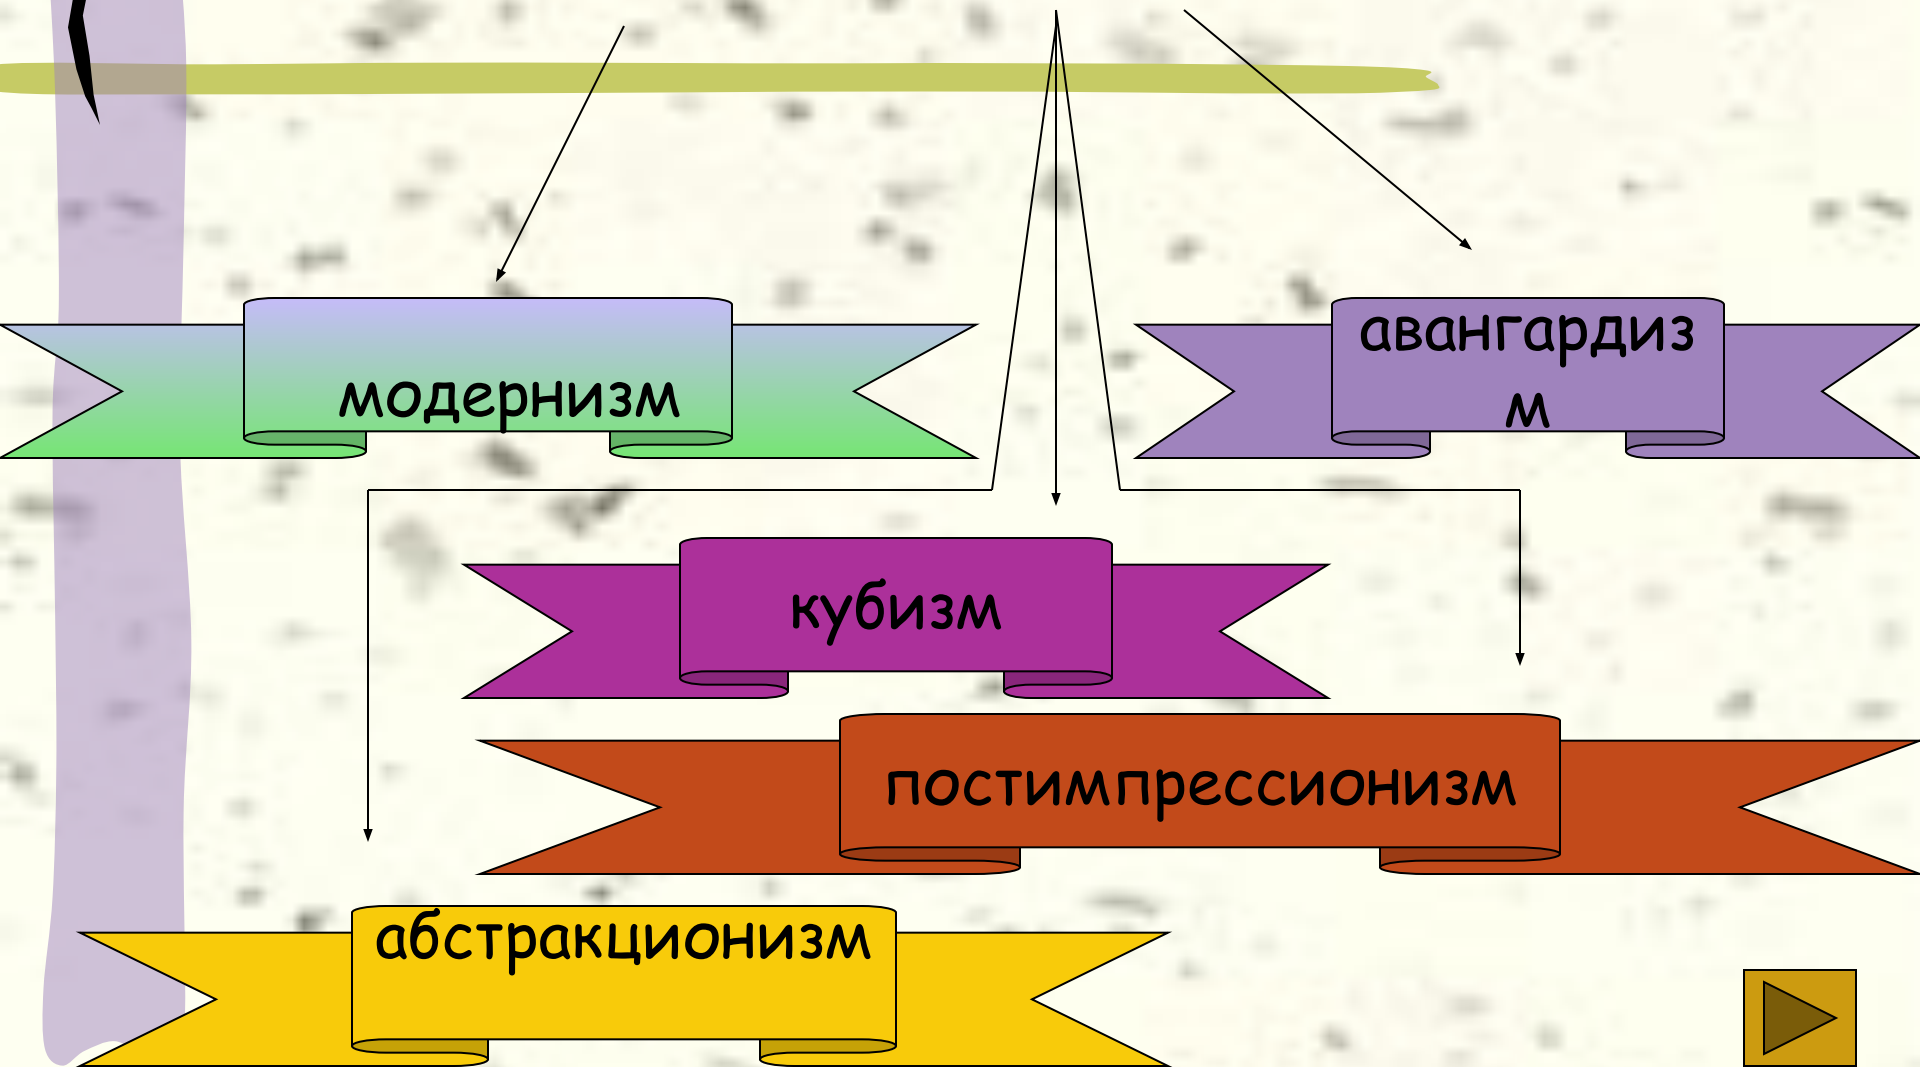 модернизм
авангардиз
м
кубизм
постимпрессионизм
абстракционизм